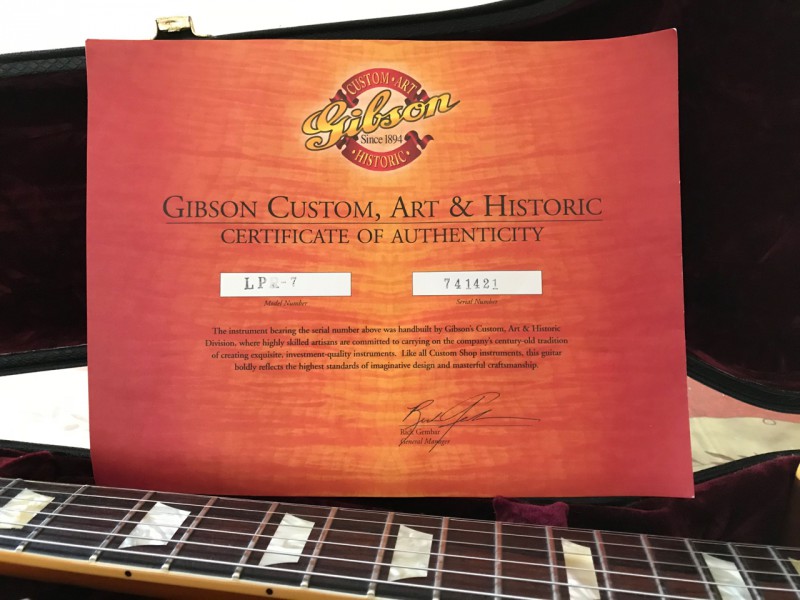 CUSTOM · ART
Gibson
Since 1894
· HISTORIC ·
GIBSON CUSTOM, ART & HISTORIC
CERTIFICATE OF AUTHENTICITY
741421
Model Number
Serial Number
The instrument bearing the serial number above was handbuilt by Gibson's Custom, Art & Historic
Division, where highly skilled artisans are committed to carrying on the company's century-old tradition
of creating exquisite, investment-quality instruments. Like all Custom Shop instruments, this guitar
boldly reflects the highest standards of imaginative design and masterful craftsmanship.
Rick Gembar
General Manager